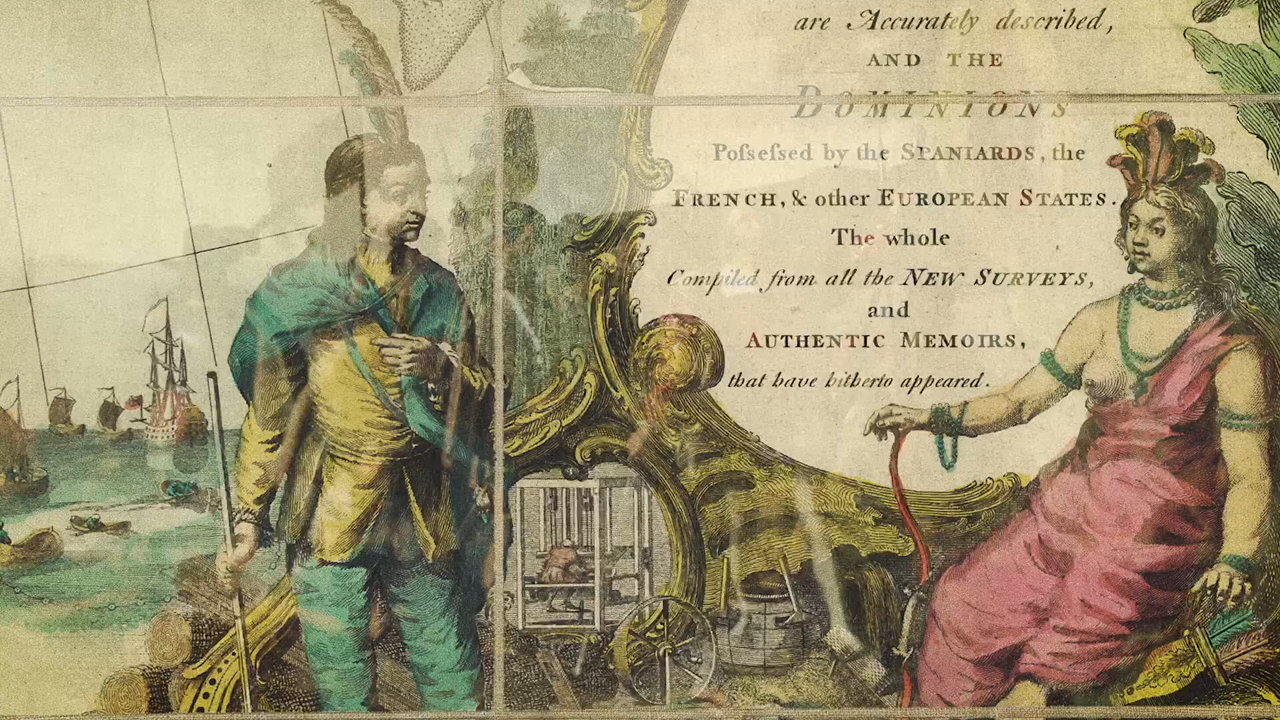 are Accurately described,
AND THE
DOMINIONS
Poſseſsed by the SPANIARDS, the
FRENCH, & other EUROPEAN STATES.
The whole
Compiled from all the NEW SURVEYS,
and
AUTHENTIC MEMOIRS,
that have hitherto appeared.